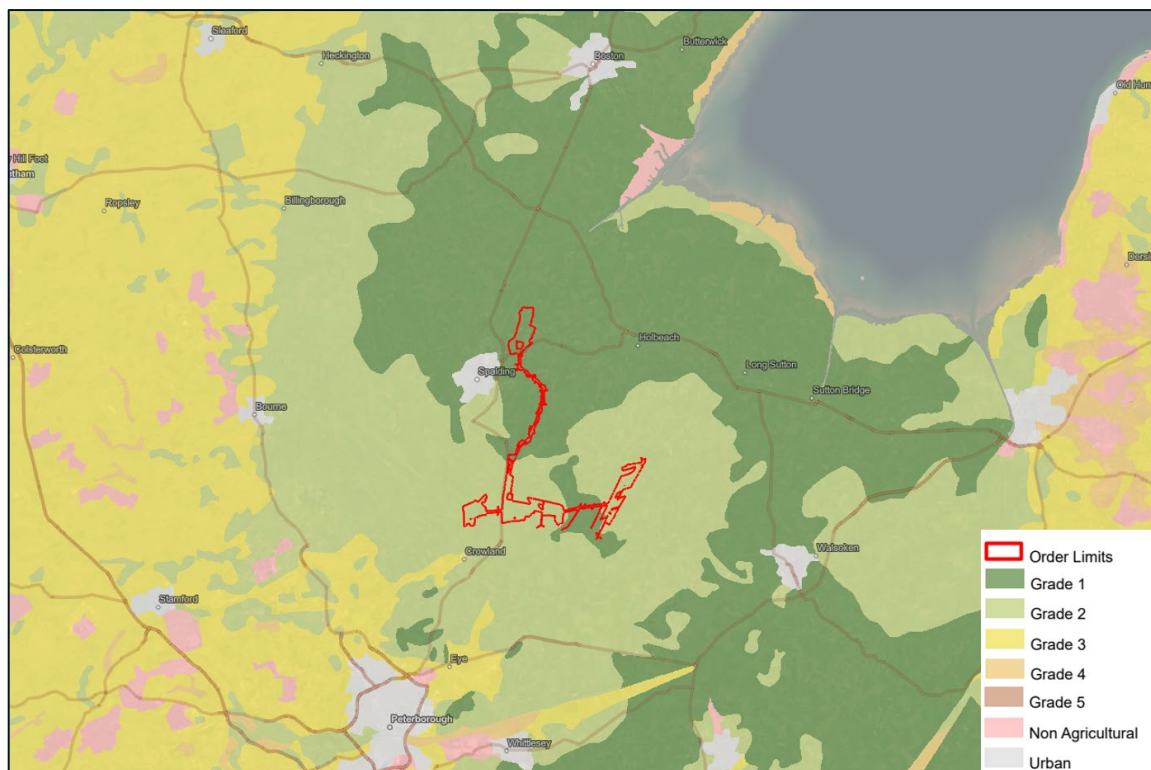 Sleaford
Heckington
Boston
Butterwick
Old Hun
Hill Foot
tham
Ropsley
Billingborough
Dersi
Colsterworth
Holbeach
Long Sutton
Spalding
Sutton Bridge
Bourne
Crowland
Walsoken
Stamford
Eye
Peterborough
Whittlesey
Order Limits
Grade 1
Grade 2
Grade 3
Grade 4
Grade 5
Non Agricultural
Urban